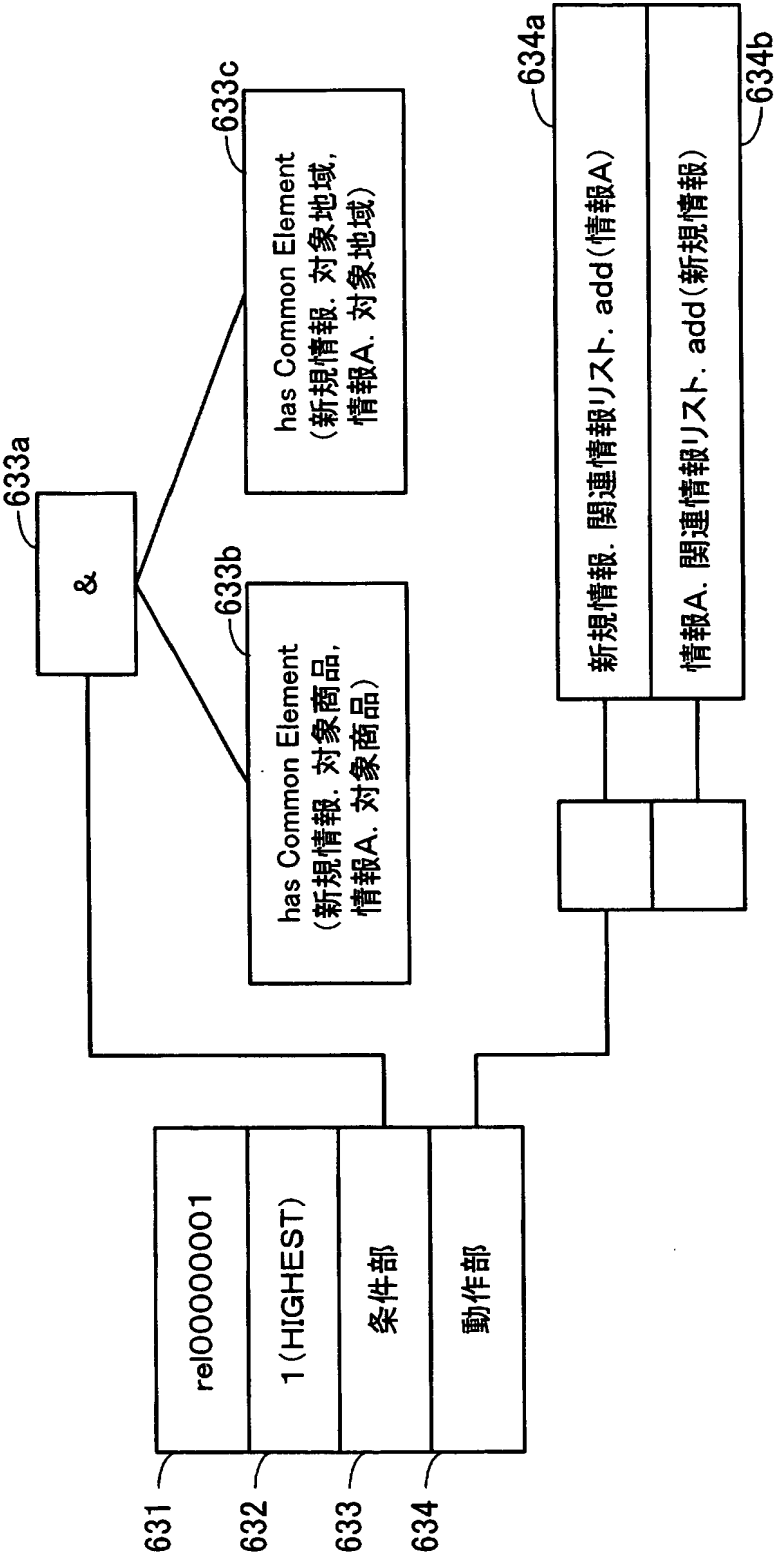 631
rel00000001
632
1(HIGHEST)
633
条件部
634
動作部
633a
&
633b
has Common Element
(新規情報. 対象商品,
情報A. 対象商品)
633c
has Common Element
(新規情報. 対象地域,
情報A. 対象地域)
634a
新規情報. 関連情報リスト. add(情報A)
情報A. 関連情報リスト. add(新規情報)
634b